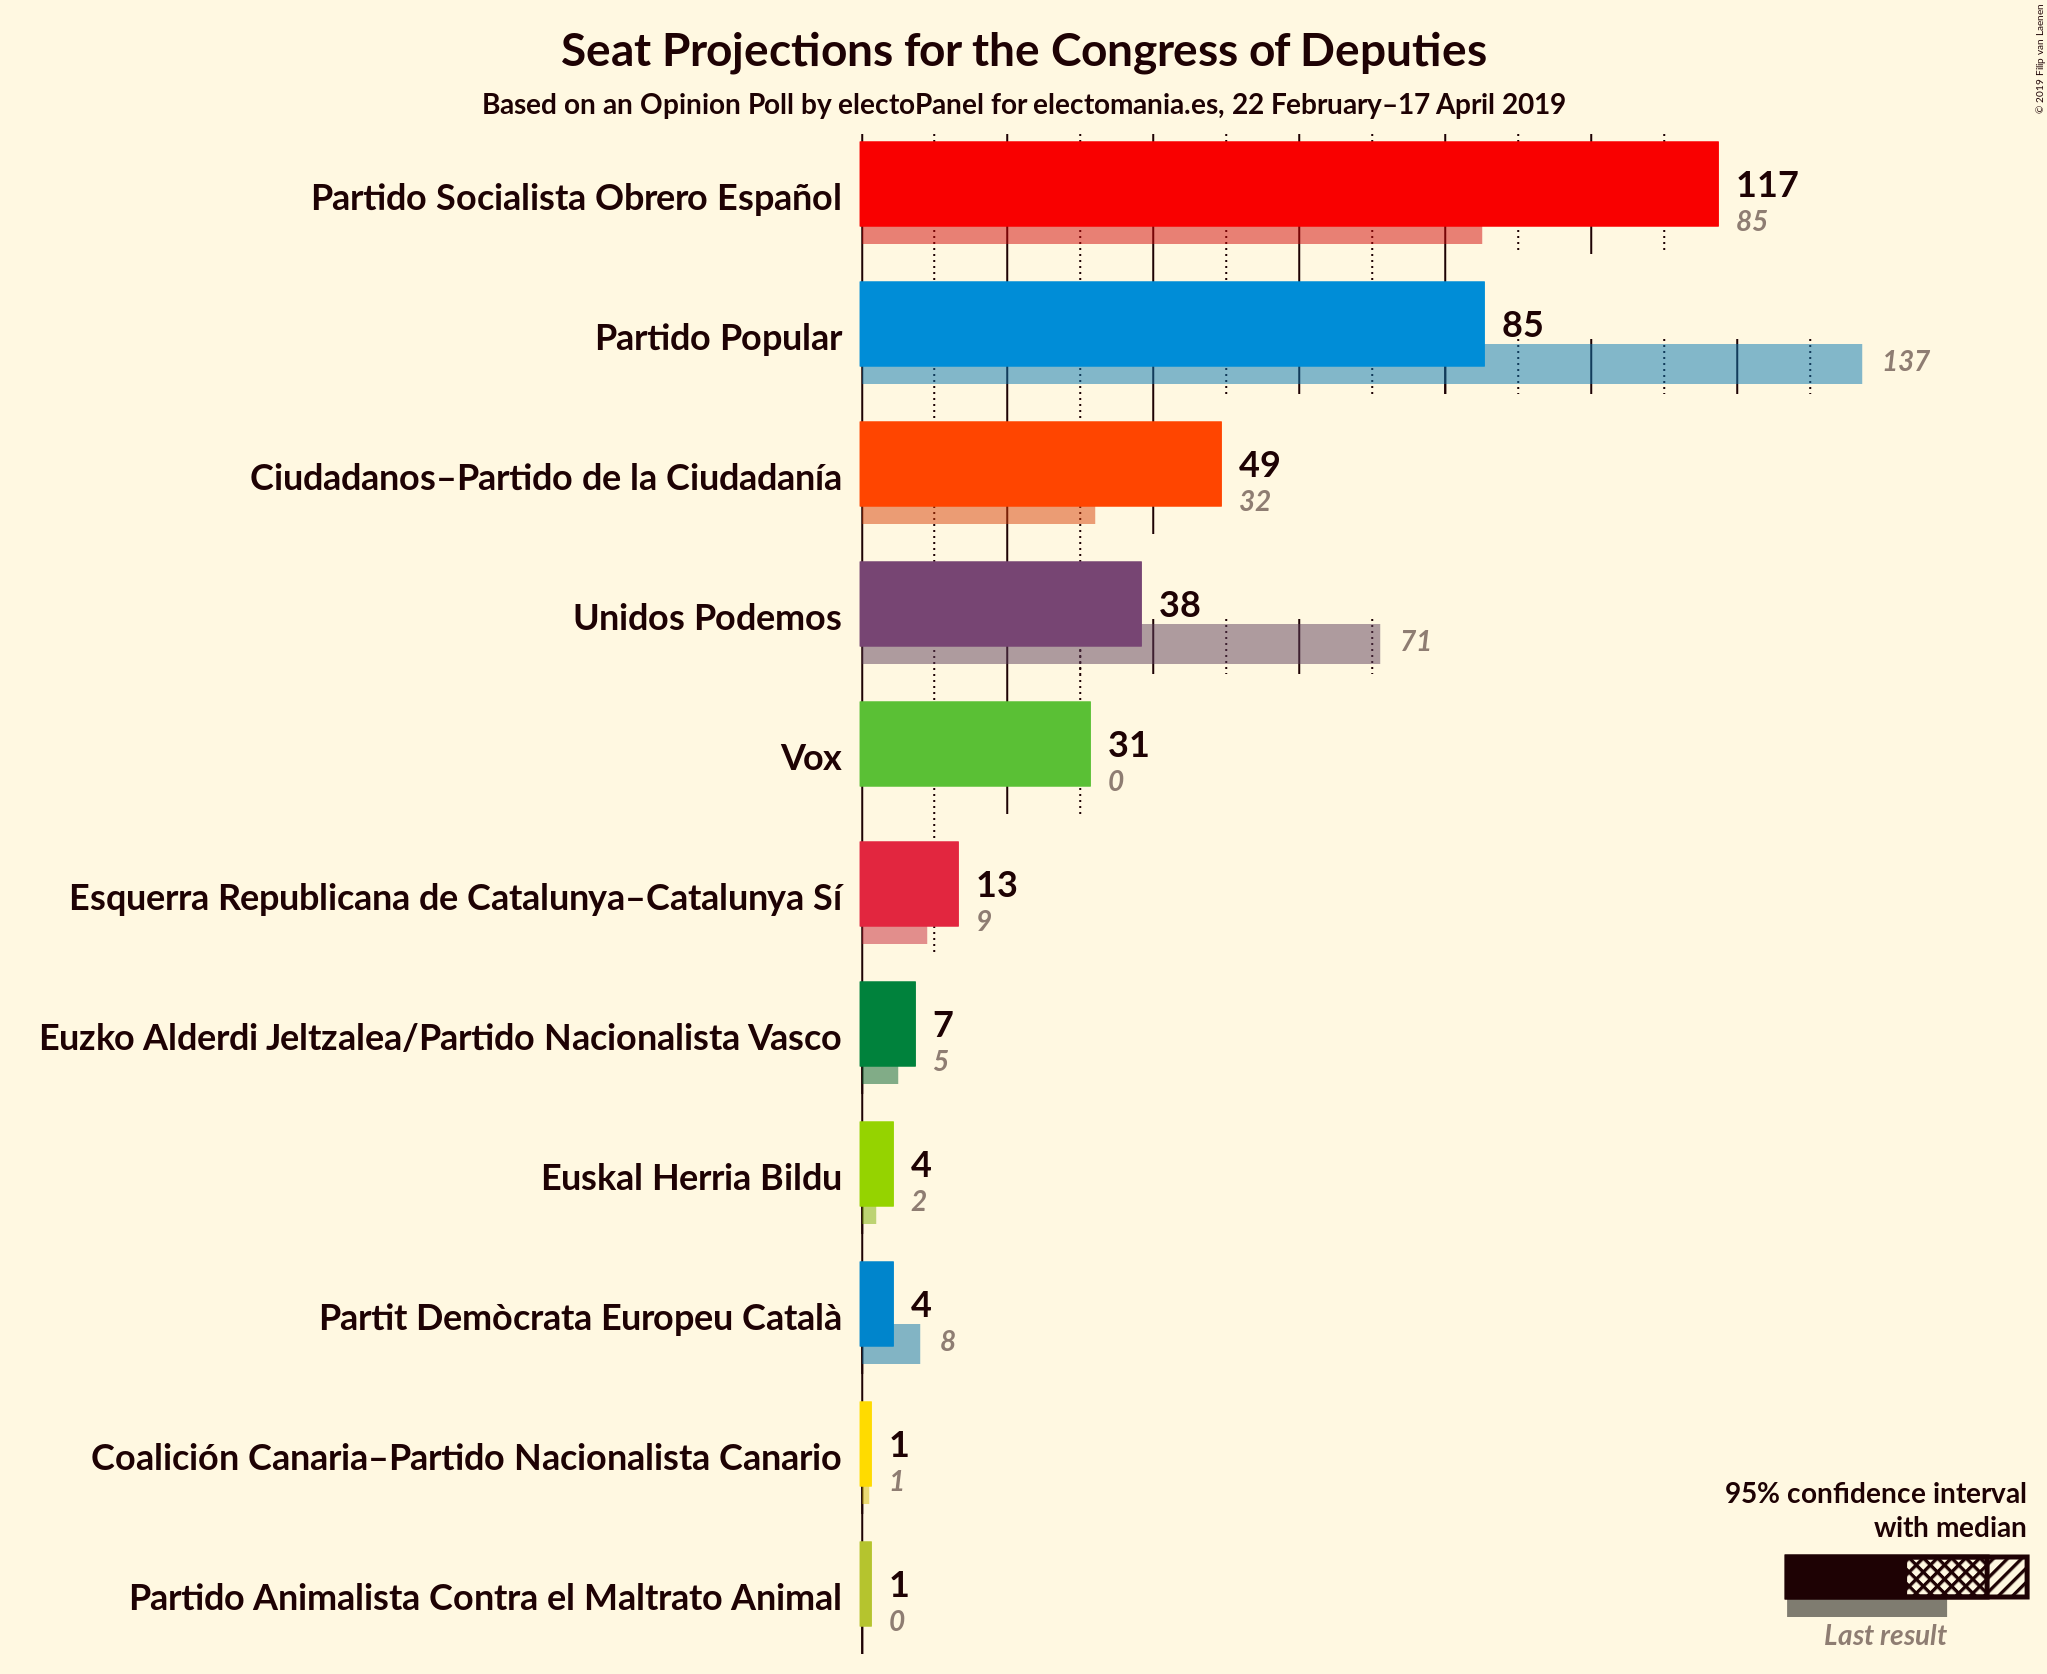 Seat Projections for the Congress of Deputies
Based on an Opinion Poll by electoPanel for electomania.es, 22 February–17 April 2019
© 2019 Filip van Laenen
Partido Socialista Obrero Español
117
85
Partido Popular
85
137
Ciudadanos–Partido de la Ciudadanía
49
32
Unidos Podemos
38
71
Vox
31
0
Esquerra Republicana de Catalunya–Catalunya Sí
13
9
Euzko Alderdi Jeltzalea/Partido Nacionalista Vasco
7
5
Euskal Herria Bildu
4
2
Partit Demòcrata Europeu Català
4
8
Coalición Canaria–Partido Nacionalista Canario
1
1
Partido Animalista Contra el Maltrato Animal
1
0
95% confidence interval
with median
Last result